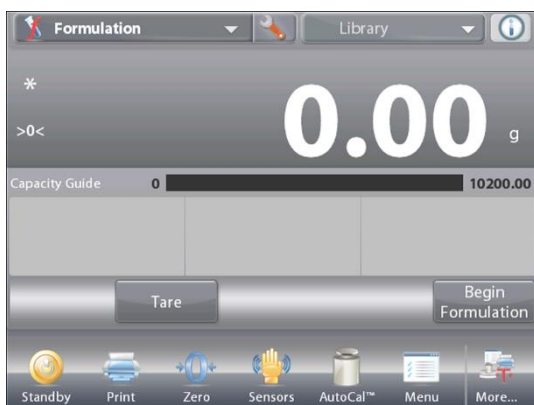 Formulation
Library
*
>0<
0.00 g
Capacity Guide 0 10200.00
Tare
Begin
Formulation
Standby Print Zero Sensors AutoCal™ Menu More...